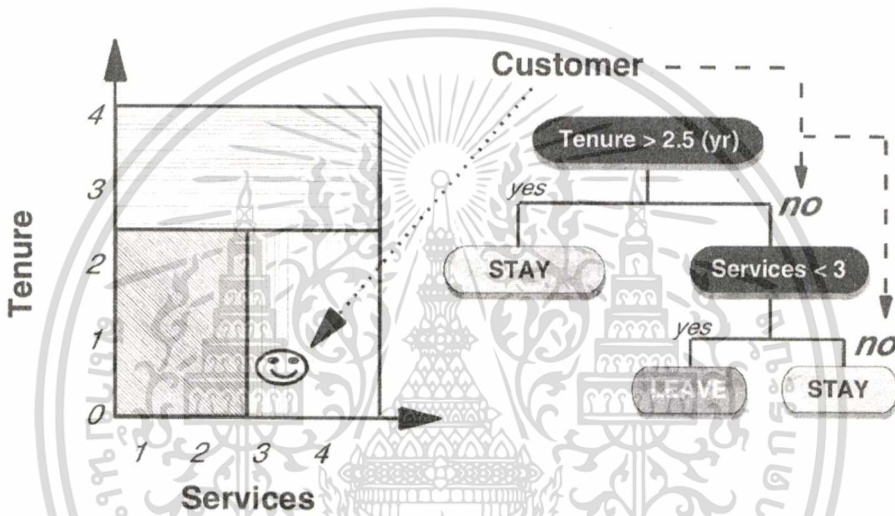 Customer
4
3
2
1
0
Tenure
1 2 3 4
Services
Tenure > 2.5 (yr)
yes
no
STAY
Services < 3
yes
no
LEAVE
STAY